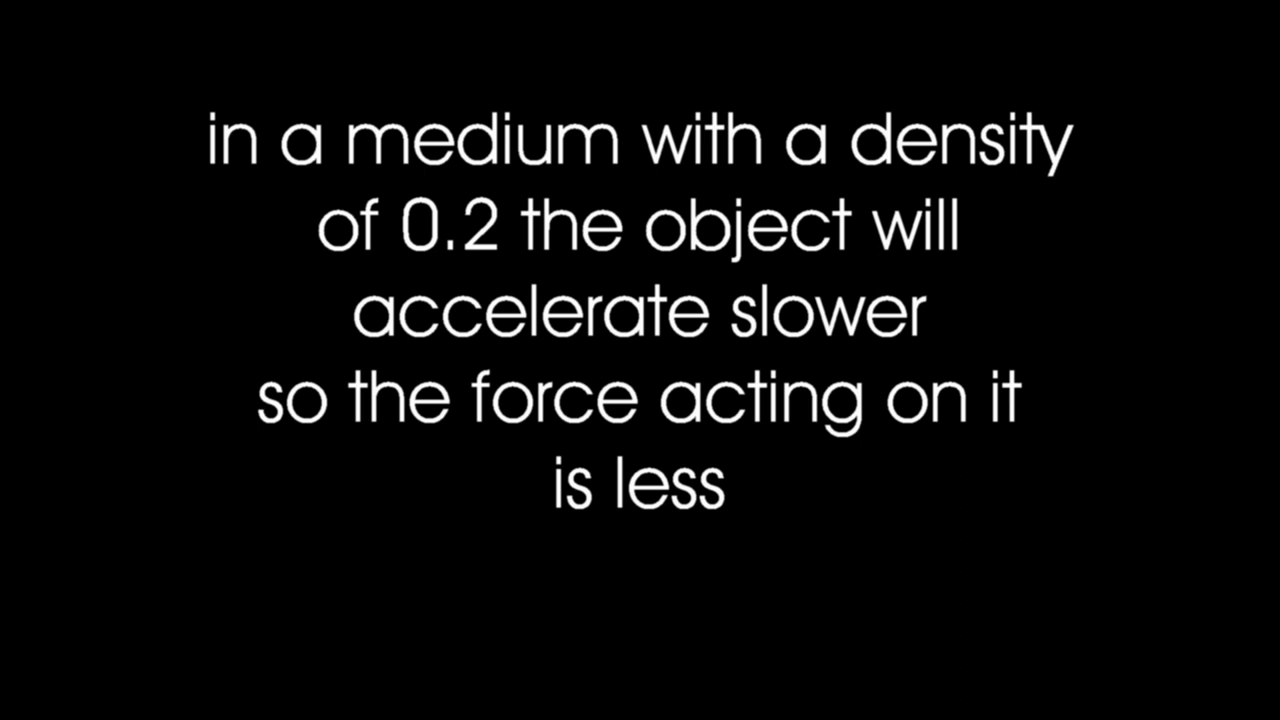 in a medium with a density
of 0.2 the object will
accelerate slower
so the force acting on it
is less